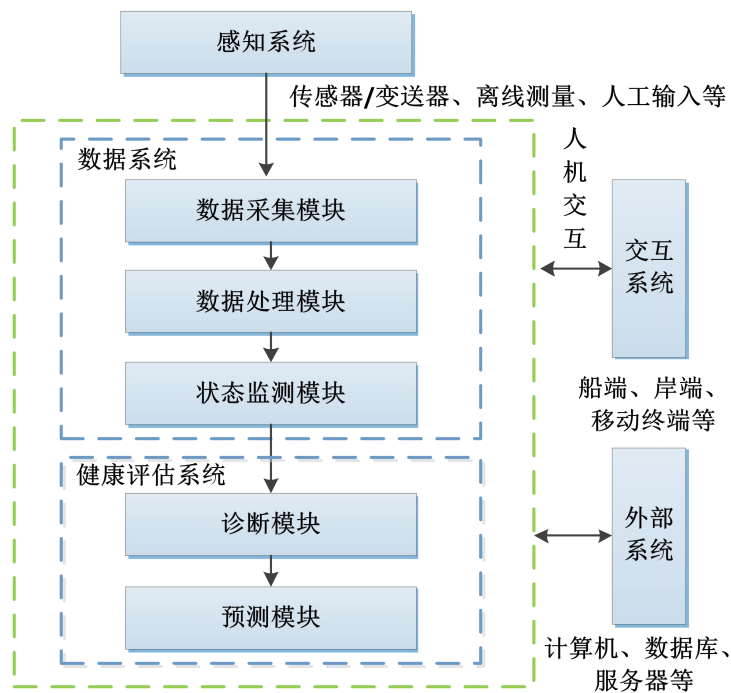 感知系统
传感器/变送器、离线测量、人工输入等
数据系统
数据采集模块
数据处理模块
状态监测模块
健康评估系统
诊断模块
预测模块
人
机
交
互
交互
系统
船端、岸端、
移动终端等
外部
系统
计算机、数据库、
服务器等